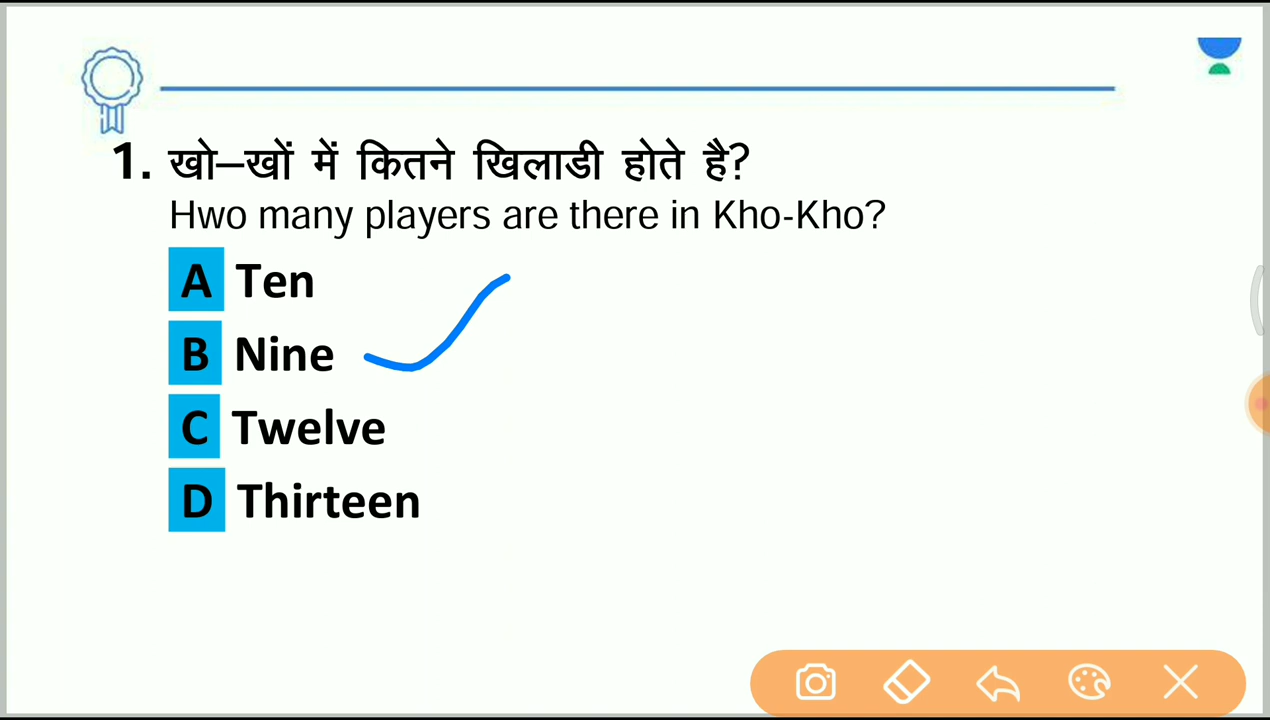 1. खो–खों में कितने खिलाडी होते है?
Hwo many players are there in Kho-Kho?
A Ten
B Nine
C Twelve
D Thirteen